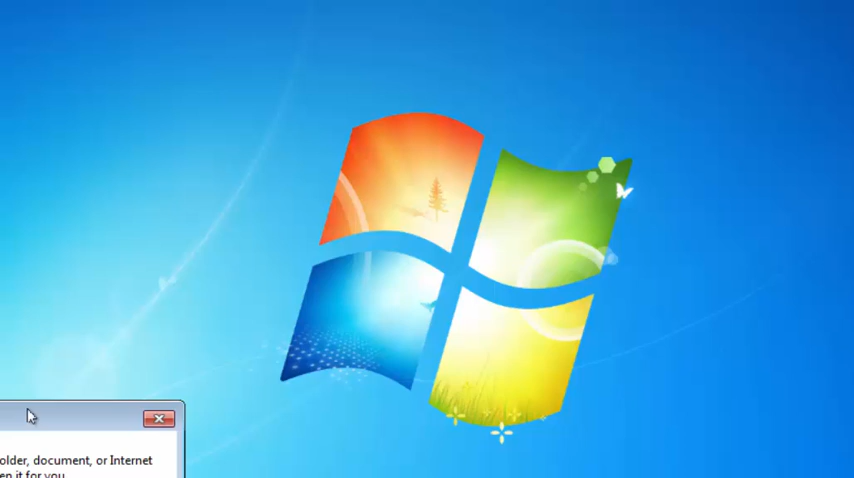 older, document, or Internet
en it for you.